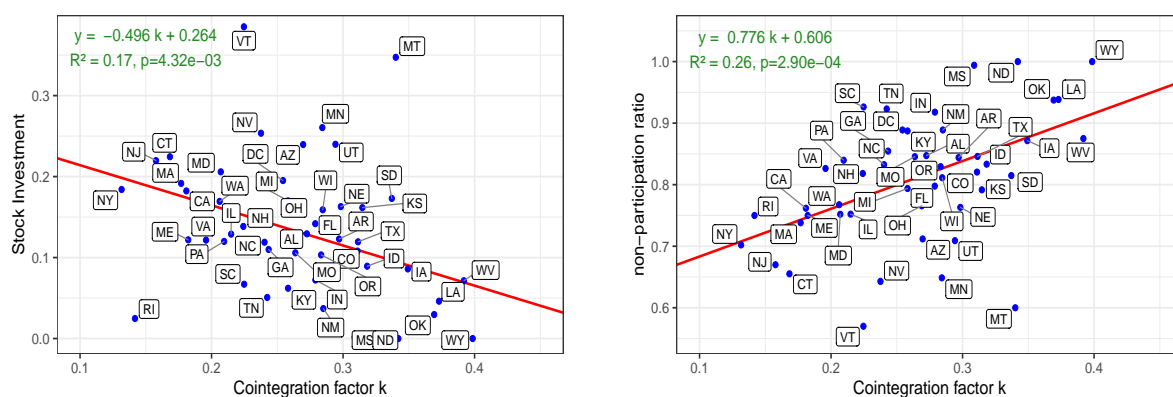 y = −0.496 k + 0.264
R² = 0.17, p=4.32e−03
VT
MT
MN
NV
CT
NJ
DC
AZ
UT
MD
MA
WA
MI
WI
SD
NE
KS
NY
CA
OH
IL
NH
FL
AR
TX
VA
ME
AL
PA
NC
CO
ID
GA
MO
IA
WV
SC
OR
LA
TN
KY
IN
RI
NM
OK
MS
ND
WY
0.3
0.2
0.1
0.0
0.1
0.2
0.3
0.4
Stock Investment
Cointegration factor k
y = 0.776 k + 0.606
R² = 0.26, p=2.90e−04
WY
MS
ND
OK
LA
SC
TN
IN
GA
DC
NM
AR
TX
PA
KY
AL
IA
WV
VA
NC
ID
NH
MO
OR
CO
SD
CA
KS
RI
WA
MI
FL
NY
ME
IL
OH
WI
NE
MD
AZ
UT
NJ
CT
NV
MN
MT
VT
1.0
0.9
0.8
0.7
0.6
0.1
0.2
0.3
0.4
non−participation ratio
Cointegration factor k